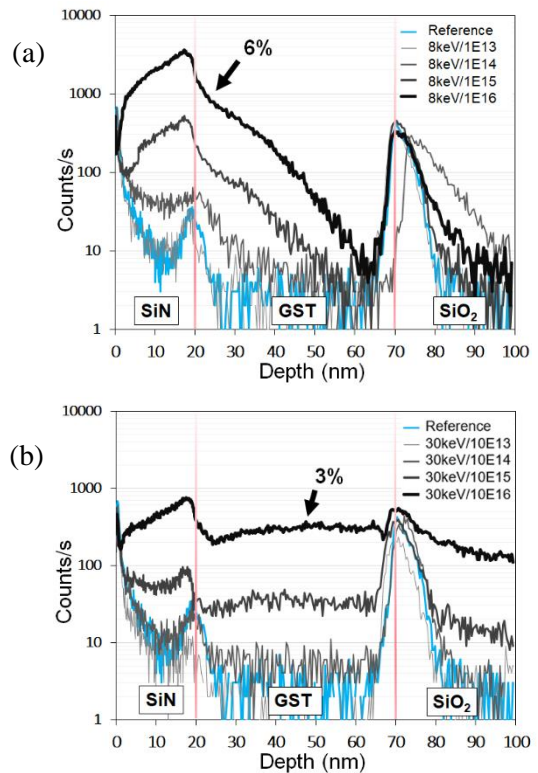 (a)
10000
1000
100
10
1
Counts/s
6%
Reference
8keV/1E13
8keV/1E14
8keV/1E15
8keV/1E16
SiN
GST
SiO₂
0 10 20 30 40 50 60 70 80 90 100
Depth (nm)
(b)
10000
1000
100
10
1
Counts/s
3%
Reference
30keV/10E13
30keV/10E14
30keV/10E15
30keV/10E16
SiN
GST
SiO₂
0 10 20 30 40 50 60 70 80 90 100
Depth (nm)